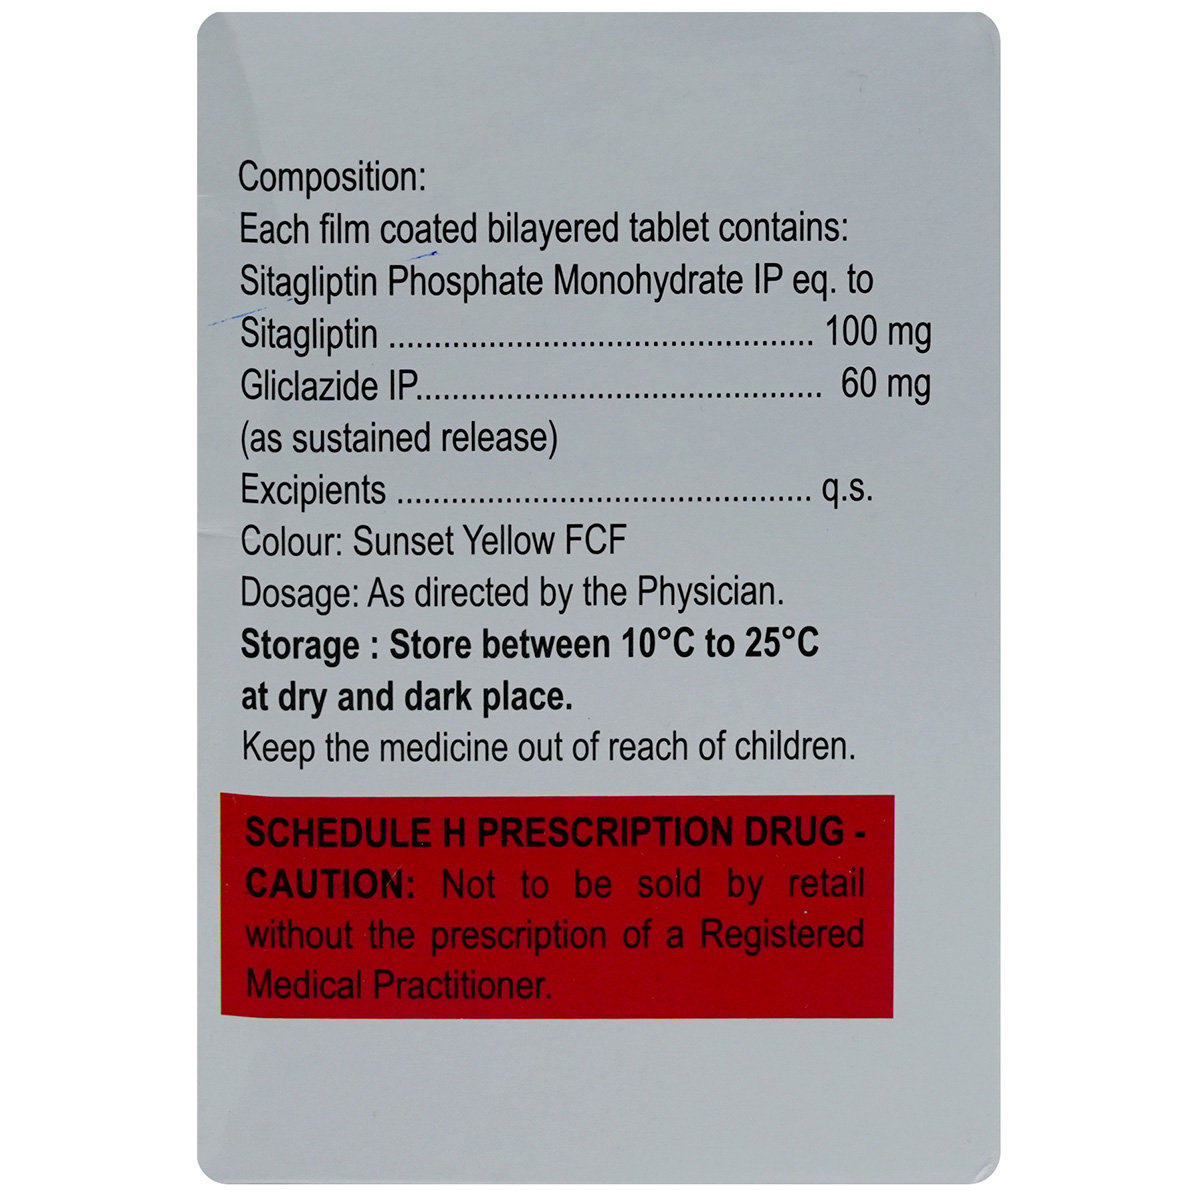 Composition:
Each film coated bilayered tablet contains:
Sitagliptin Phosphate Monohydrate IP eq. to
Sitagliptin ............................................... 100 mg
Gliclazide IP............................................. 60 mg
(as sustained release)
Excipients .............................................. q.s.
Colour: Sunset Yellow FCF
Dosage: As directed by the Physician.
Storage : Store between 10°C to 25°C
at dry and dark place.
Keep the medicine out of reach of children.
SCHEDULE H PRESCRIPTION DRUG -
CAUTION: Not to be sold by retail
without the prescription of a Registered
Medical Practitioner.